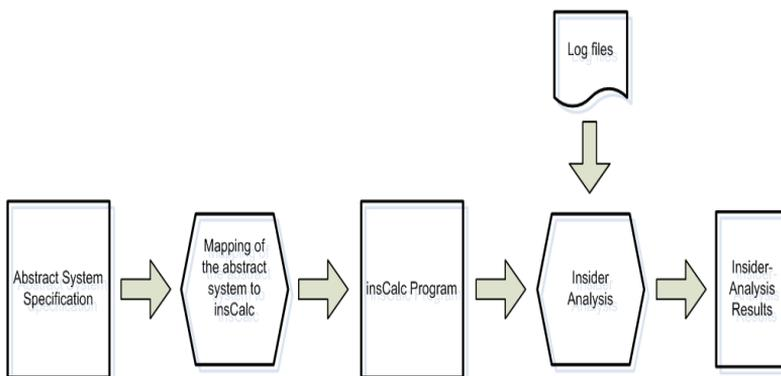 Log files
Abstract System
Specification
Mapping of
the abstract
system to
insCalc
insCalc Program
Insider
Analysis
Insider-
Analysis
Results